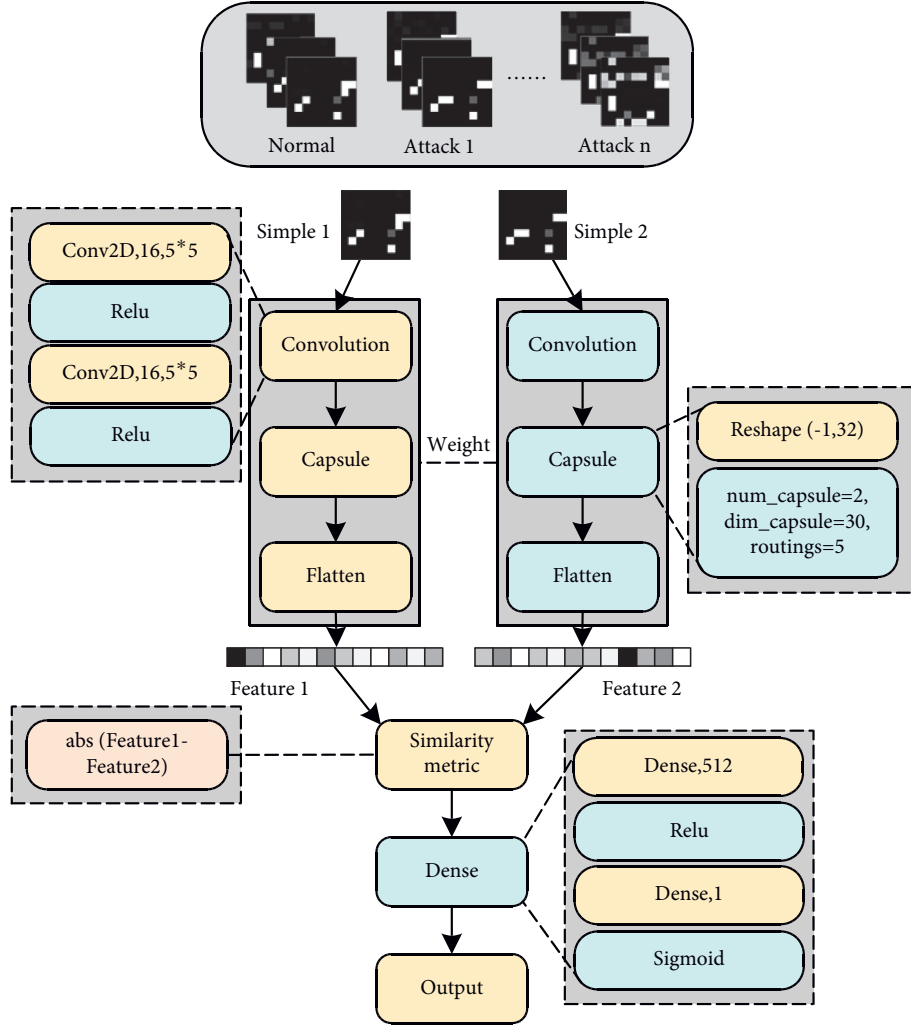 Normal
Attack 1
......
Attack n
Simple 1
Simple 2
Conv2D,16,5*5
Relu
Conv2D,16,5*5
Relu
Convolution
Capsule
Flatten
Weight
Convolution
Capsule
Flatten
Reshape (-1,32)
num_capsule=2,
dim_capsule=30,
routings=5
Feature 1
Feature 2
abs (Feature1-
Feature2)
Similarity
metric
Dense
Output
Dense,512
Relu
Dense,1
Sigmoid